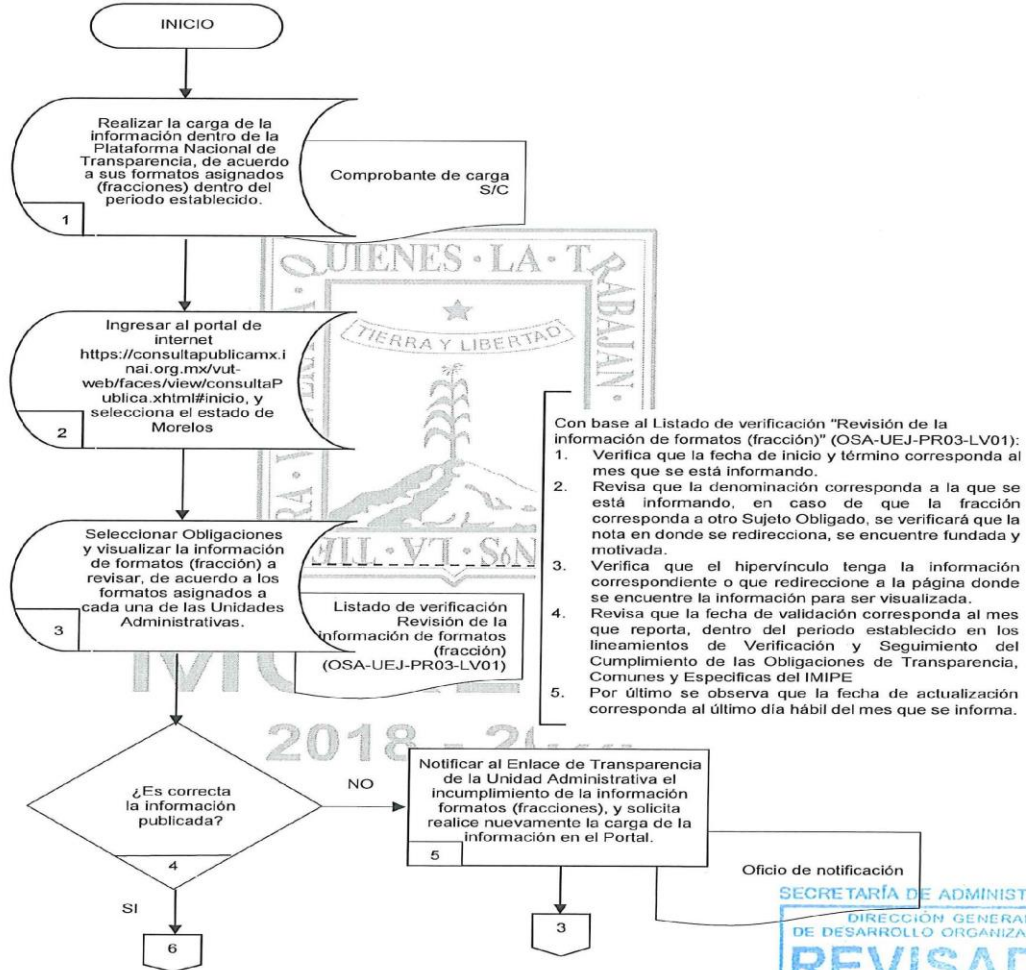 INICIO
Realizar la carga de la
información dentro de la
Plataforma Nacional de
Transparencia, de acuerdo
a sus formatos asignados
(fracciones) dentro del
periodo establecido.
1
Comprobante de carga
S/C
QUIENES · LA · TRABAJAN ·
TIERRA Y LIBERTAD
Ingresar al portal de
internet
https://consultapublicamx.i
nai.org.mx/vut-
web/faces/view/consultaP
ublica.xhtml#inicio, y
selecciona el estado de
Morelos
2
Seleccionar Obligaciones
y visualizar la información
de formatos (fracción) a
revisar, de acuerdo a los
formatos asignados a
cada una de las Unidades
Administrativas.
3
Listado de verificación
Revisión de la
información de formatos
(fracción)
(OSA-UEJ-PR03-LV01)
Con base al Listado de verificación "Revisión de la
información de formatos (fracción)" (OSA-UEJ-PR03-LV01):
1. Verifica que la fecha de inicio y término corresponda al
mes que se está informando.
2. Revisa que la denominación corresponda a la que se
está informando, en caso de que la fracción
corresponda a otro Sujeto Obligado, se verificará que la
nota en donde se redirecciona, se encuentre fundada y
motivada.
3. Verifica que el hipervínculo tenga la información
correspondiente o que redireccione a la página donde
se encuentre la información para ser visualizada.
4. Revisa que la fecha de validación corresponda al mes
que reporta, dentro del periodo establecido en los
lineamientos de Verificación y Seguimiento del
Cumplimiento de las Obligaciones de Transparencia,
Comunes y Especificas del IMIPE
5. Por último se observa que la fecha de actualización
corresponda al último día hábil del mes que se informa.
2018 -
¿Es correcta
la información
publicada?
4
NO
SI
6
Notificar al Enlace de Transparencia
de la Unidad Administrativa el
incumplimiento de la información
formatos (fracciones), y solicita
realice nuevamente la carga de la
información en el Portal.
5
Oficio de notificación
3
SECRETARÍA DE ADMINIST
DIRECCIÓN GENERAL
DE DESARROLLO ORGANIZA
REVISAD